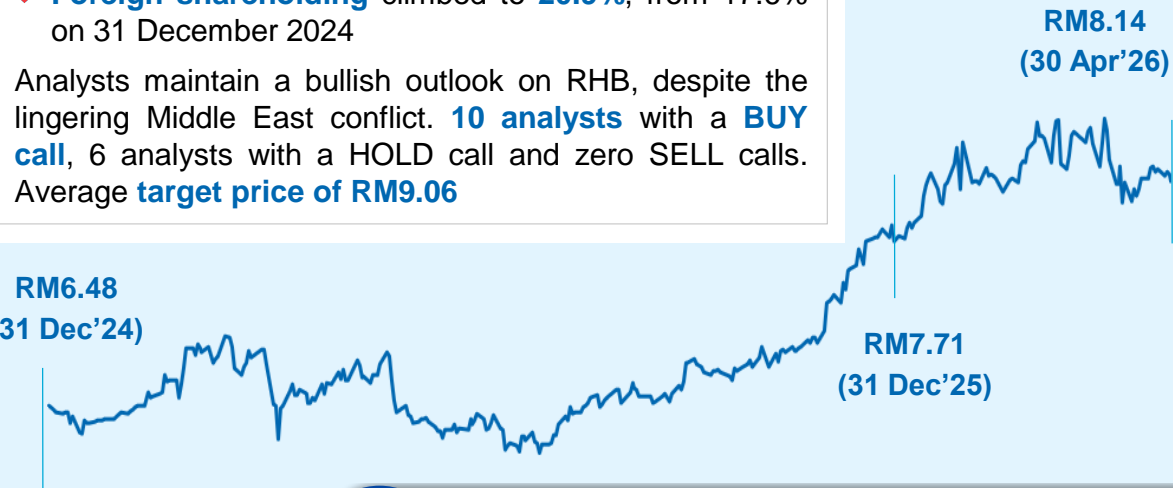 climbed to
on 31 December 2024
Analysts maintain a bullish outlook on RHB, despite the
lingering Middle East conflict. 10 analysts with a BUY
call, 6 analysts with a HOLD call and zero SELL calls.
Average target price of RM9.06
RM8.14
(30 Apr'26)
RM6.48
31 Dec'24)
RM7.71
(31 Dec'25)